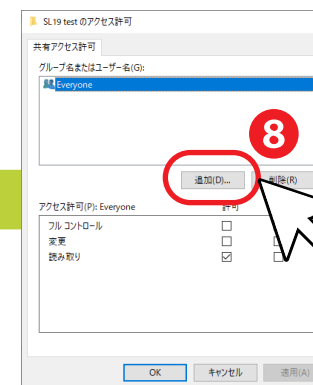 SL19 test のアクセス許可
共有アクセス許可
グループ名またはユーザー名(G):
Everyone
8
追加(D)... 削除(R)
アクセス許可(P): Everyone 許可
フル コントロール
変更
読み取り
OK キャンセル 適用(A)